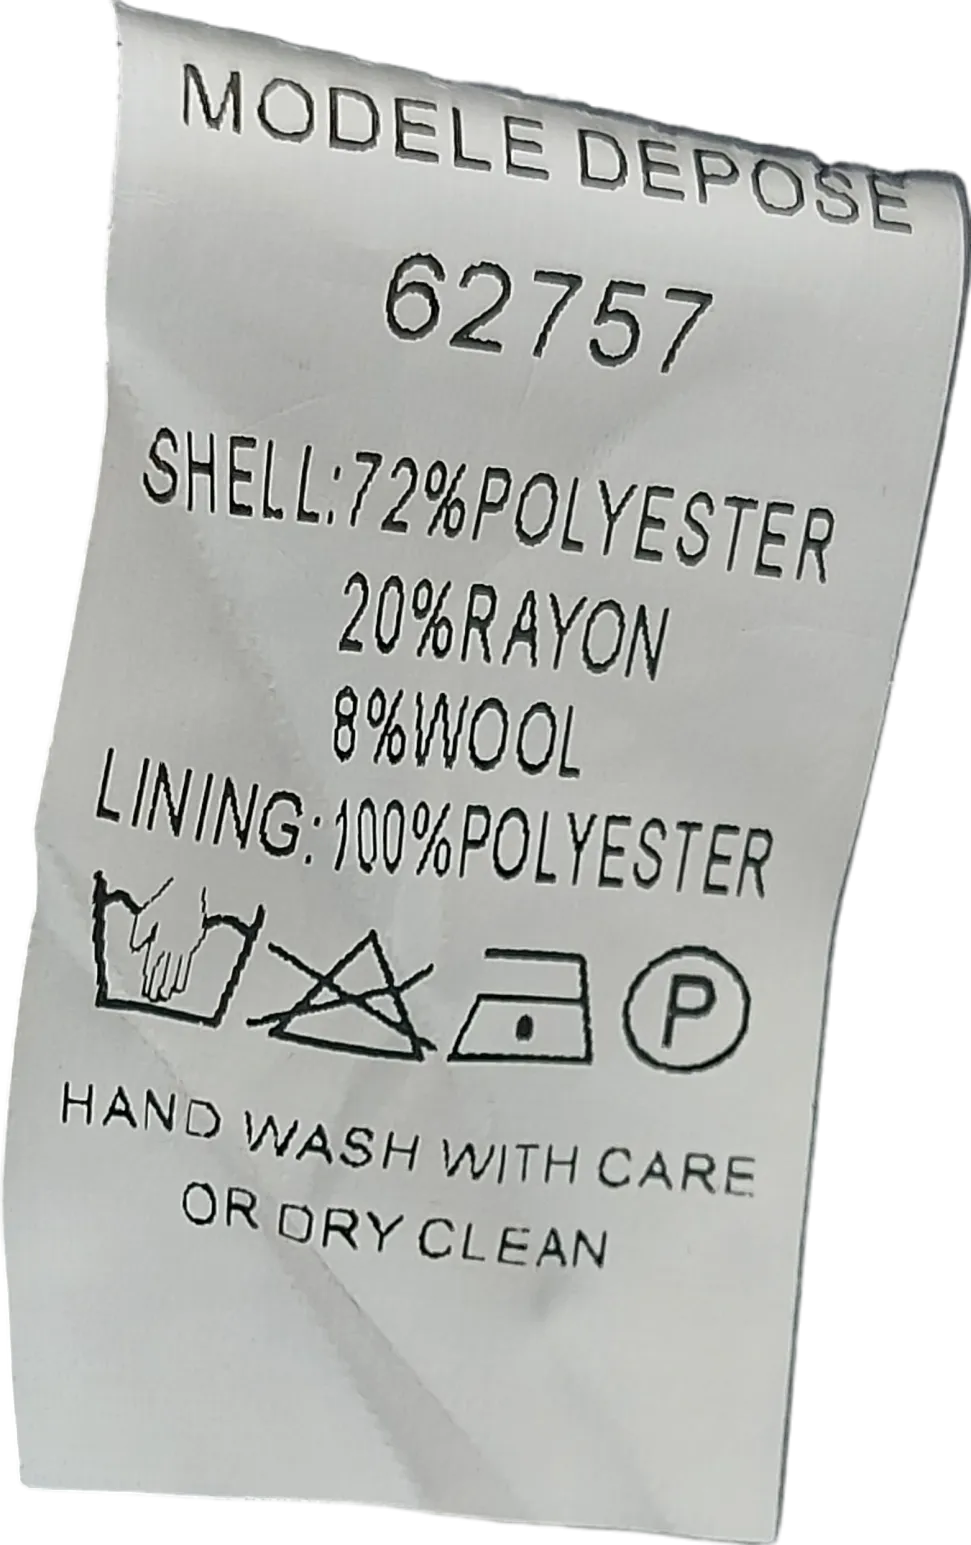 MODELE DEPOSE
62757
SHELL:72%POLYESTER
20%RAYON
8%WOOL
LINING:100%POLYESTER
P
HAND WASH WITH CARE
OR DRY CLEAN